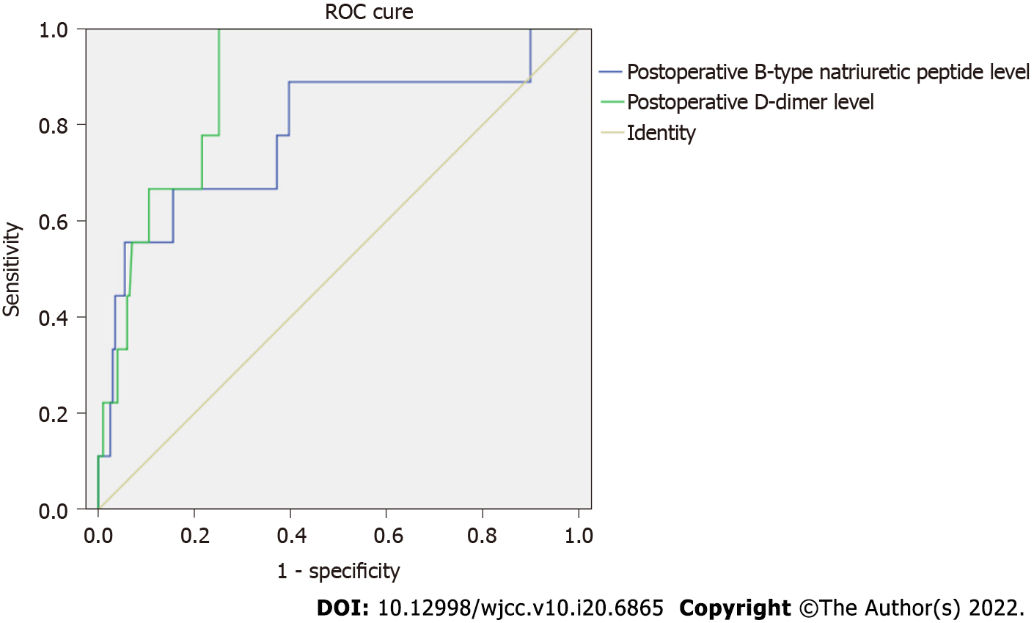 ROC cure
1.0
0.8
0.6
0.4
0.2
0.0
Sensitivity
0.0 0.2 0.4 0.6 0.8 1.0
1 - specificity
Postoperative B-type natriuretic peptide level
Postoperative D-dimer level
Identity
DOI: 10.12998/wjcc.v10.i20.6865 Copyright ©The Author(s) 2022.